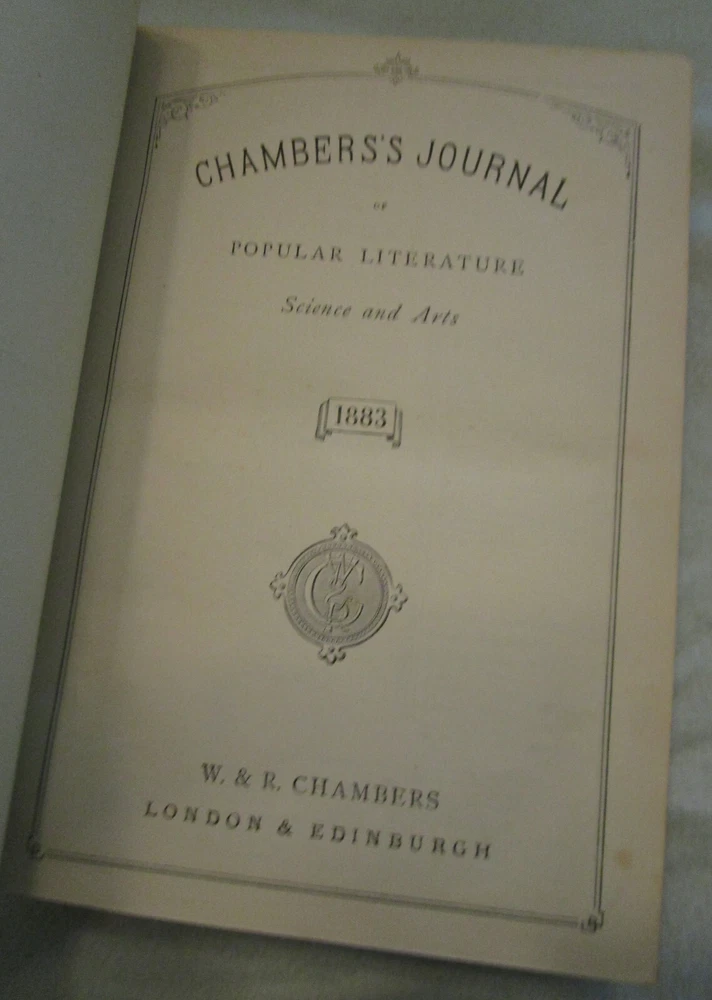 CHAMBERS'S JOURNAL
OF
POPULAR LITERATURE
Science and Arts
1883
W. & R. CHAMBERS
LONDON & EDINBURGH